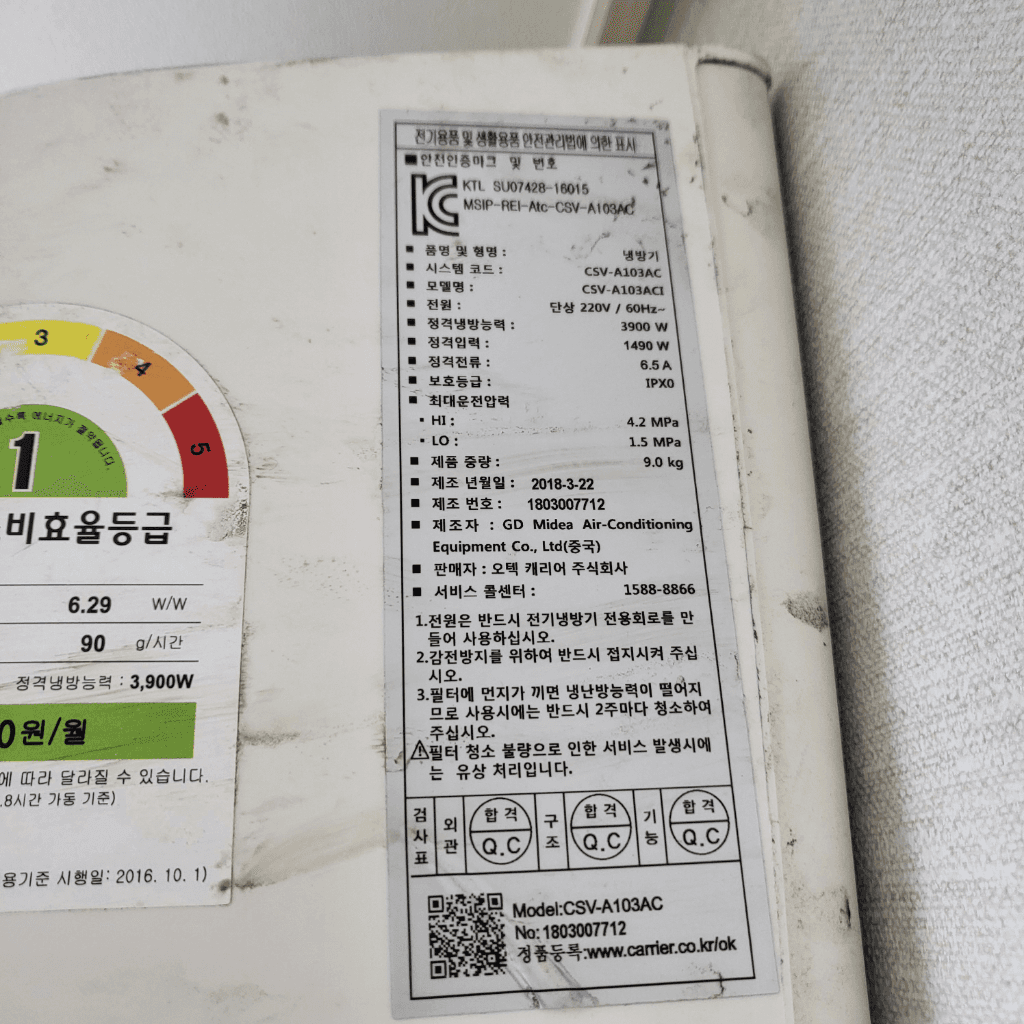 3
4
5
1
비효율등급
6.29 W/W
90 g/시간
정격냉방능력 : 3,900W
0원/월
에 따라 달라질 수 있습니다.
.8시간 가동 기준)
용기준 시행일: 2016. 10. 1)
전기용품 및 생활용품 안전관리법에 의한 표시
■ 안전인증마크 및 번호
KTL SU07428-16015
MSIP-REI-Atc-CSV-A103AC
■ 품명 및 형명 : 냉방기
■ 시스템 코드 : CSV-A103AC
■ 모델명 : CSV-A103ACI
■ 전원 : 단상 220V / 60Hz~
■ 정격냉방능력 : 3900 W
■ 정격입력 : 1490 W
■ 정격전류 : 6.5 A
■ 보호등급 : IPX0
■ 최대운전압력
· HI : 4.2 MPa
· LO : 1.5 MPa
■ 제품 중량 : 9.0 kg
■ 제조 년월일 : 2018-3-22
■ 제조 번호 : 1803007712
■ 제조자 : GD Midea Air-Conditioning
Equipment Co., Ltd(중국)
■ 판매자 : 오텍 캐리어 주식회사
■ 서비스 콜센터 : 1588-8866
1.전원은 반드시 전기냉방기 전용회로를 만
들어 사용하십시오.
2.감전방지를 위하여 반드시 접지시켜 주십
시오.
3.필터에 먼지가 끼면 냉난방능력이 떨어지
므로 사용시에는 반드시 2주마다 청소하여
주십시오.
⚠필터 청소 불량으로 인한 서비스 발생시에
는 유상 처리입니다.
검사표 외관 합격 Q.C 구조 합격 Q.C 기능 합격 Q.C
Model:CSV-A103AC
No: 1803007712
정품등록:www.carrier.co.kr/ok